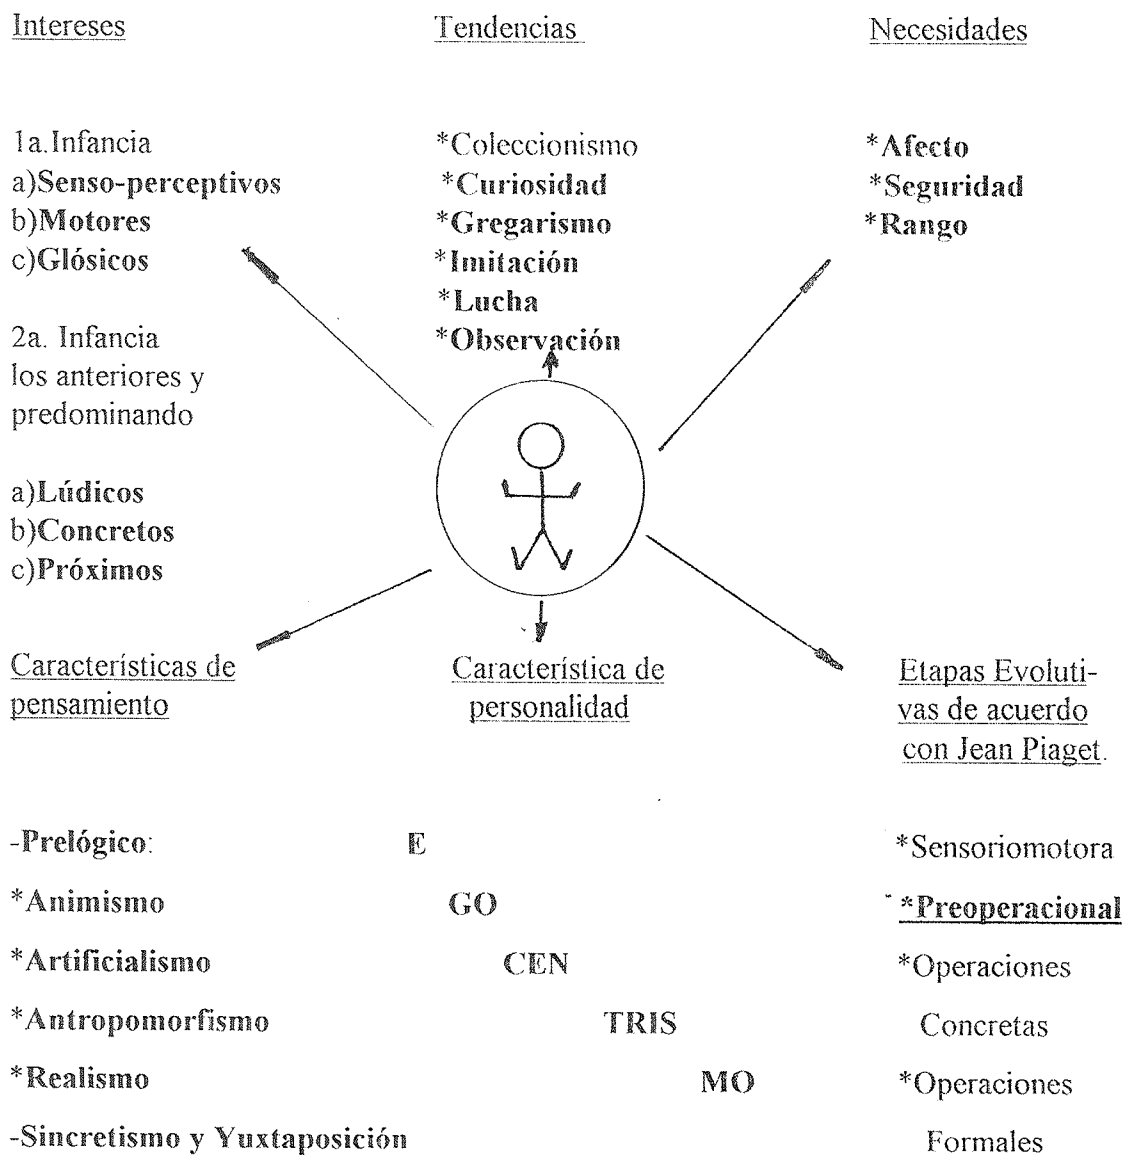 Intereses
1a.Infancia
a)Senso-perceptivos
b)Motores
c)Glósicos
2a. Infancia
los anteriores y
predominando
a)Lúdicos
b)Concretos
c)Próximos
Tendencias
*Coleccionismo
*Curiosidad
*Gregarismo
*Imitación
*Lucha
*Observación
Necesidades
*Afecto
*Seguridad
*Rango
Características de
pensamiento
-Prelógico:
*Animismo
*Artificialismo
*Antropomorfismo
*Realismo
-Sincretismo y Yuxtaposición
Característica de
personalidad
E
GO
CEN
TRIS
MO
Etapas Evoluti-
vas de acuerdo
con Jean Piaget.
*Sensoriomotora
*Preoperacional
*Operaciones
Concretas
*Operaciones
Formales